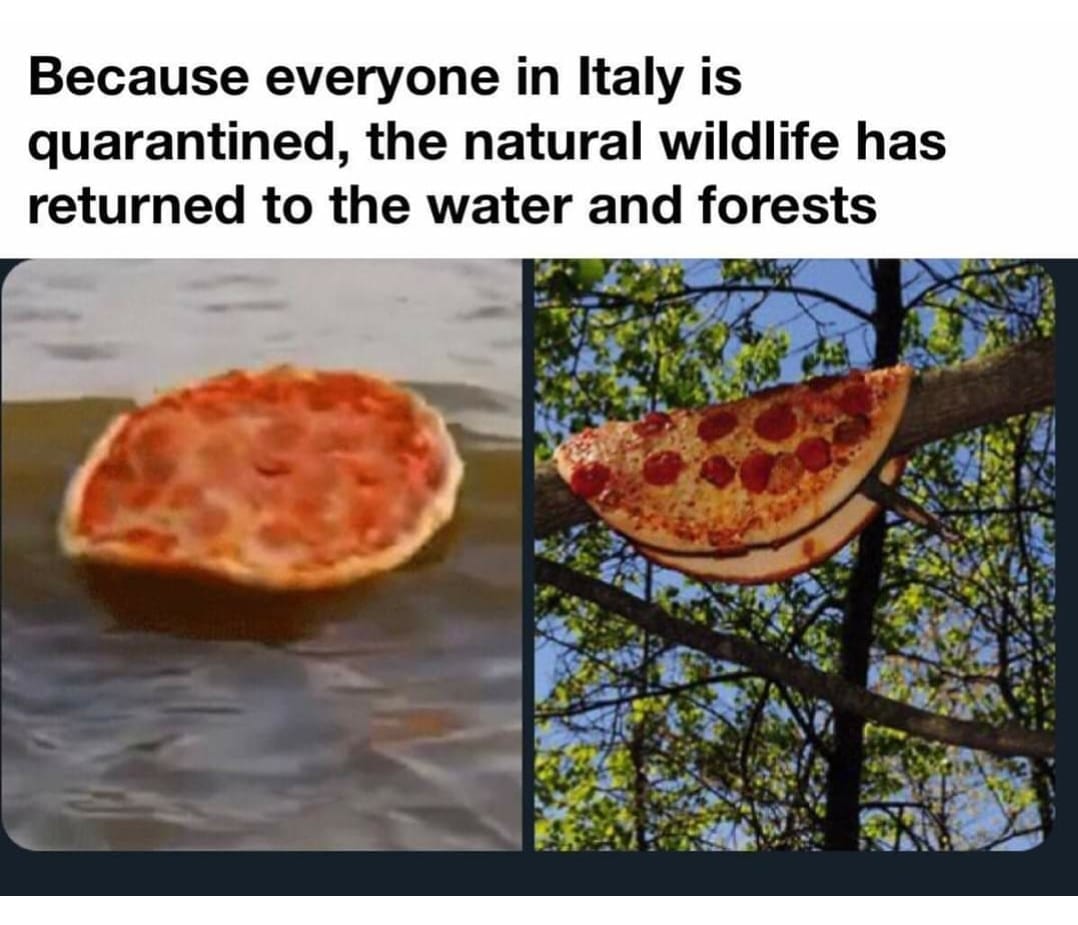 Because everyone in Italy is
quarantined, the natural wildlife has
returned to the water and forests